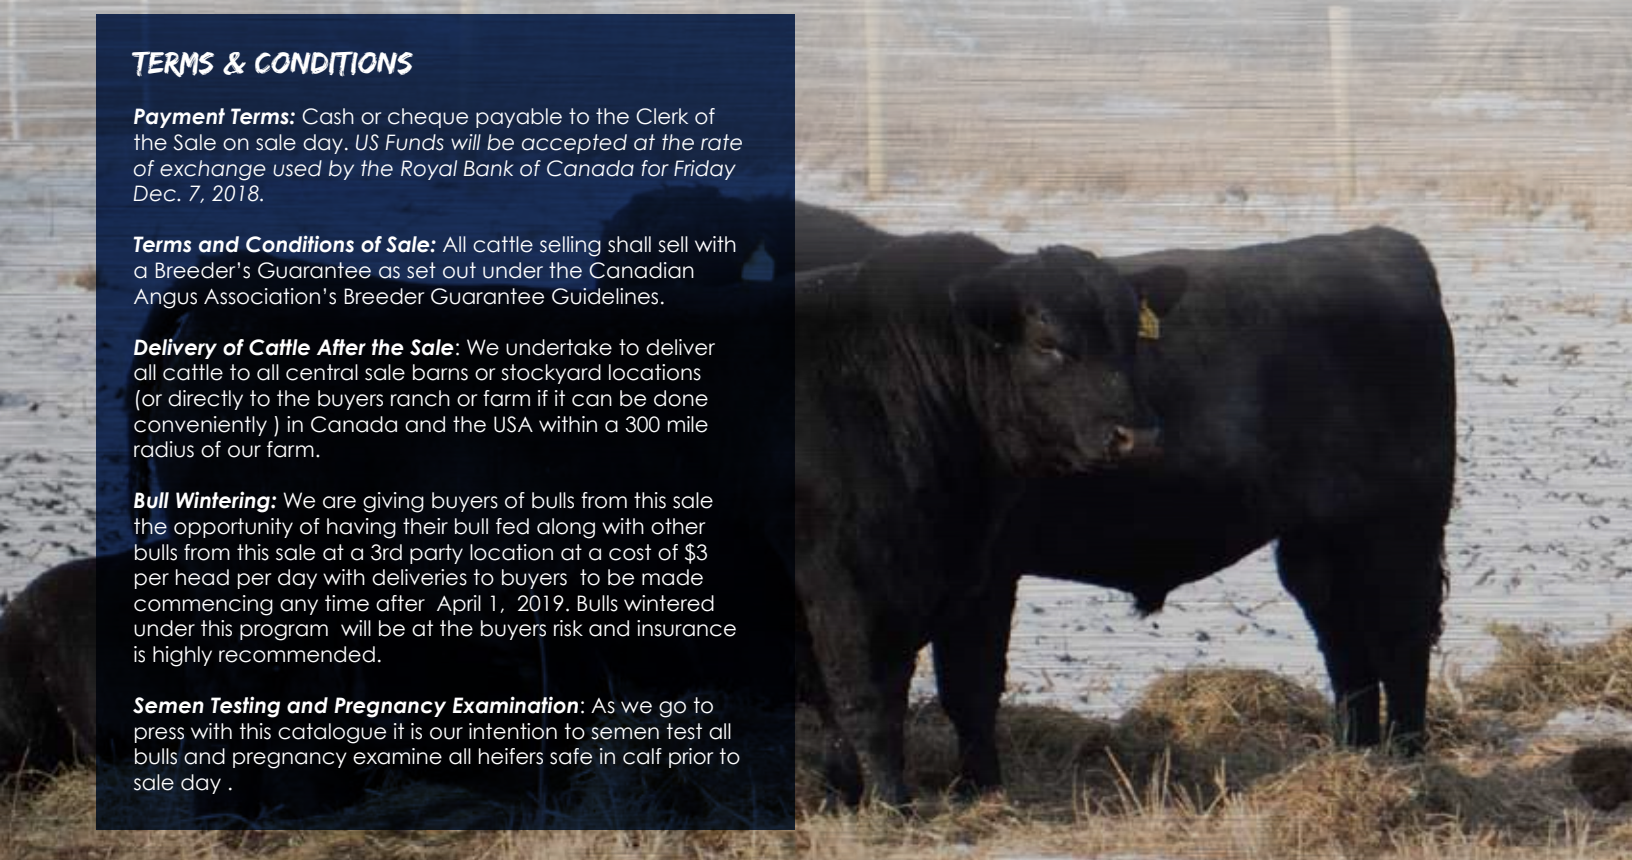 TERMS & CONDITIONS
Payment Terms: Cash or cheque payable to the Clerk of
the Sale on sale day. US Funds will be accepted at the rate
of exchange used by the Royal Bank of Canada for Friday
Dec. 7, 2018.
Terms and Conditions of Sale: All cattle selling shall sell with
a Breeder’s Guarantee as set out under the Canadian
Angus Association’s Breeder Guarantee Guidelines.
Delivery of Cattle After the Sale: We undertake to deliver
all cattle to all central sale barns or stockyard locations
(or directly to the buyers ranch or farm if it can be done
conveniently ) in Canada and the USA within a 300 mile
radius of our farm.
Bull Wintering: We are giving buyers of bulls from this sale
the opportunity of having their bull fed along with other
bulls from this sale at a 3rd party location at a cost of $3
per head per day with deliveries to buyers  to be made
commencing any time after  April 1,  2019. Bulls wintered
under this program  will be at the buyers risk and insurance
is highly recommended.
Semen Testing and Pregnancy Examination: As we go to
press with this catalogue it is our intention to semen test all
bulls and pregnancy examine all heifers safe in calf prior to
sale day .